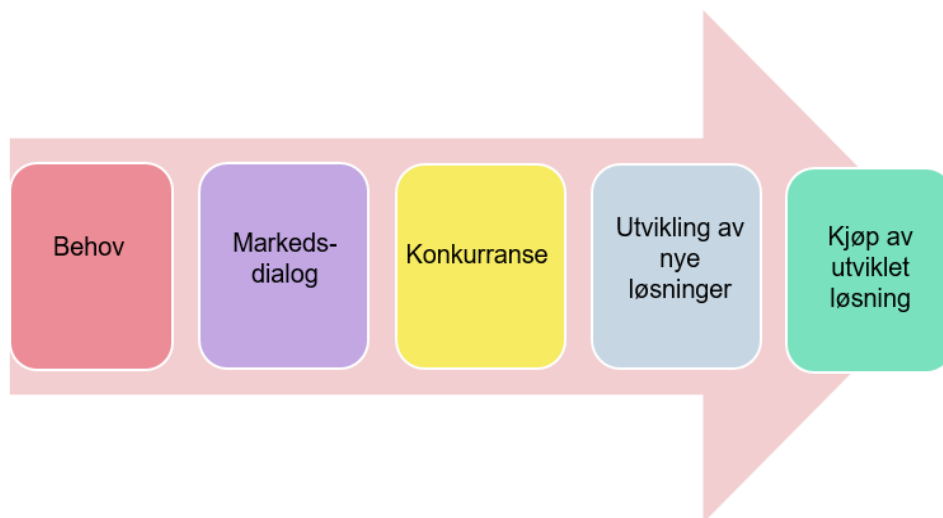 Behov
Markeds-
dialog
Konkurranse
Utvikling av
nye
løsninger
Kjøp av
utviklet
løsning